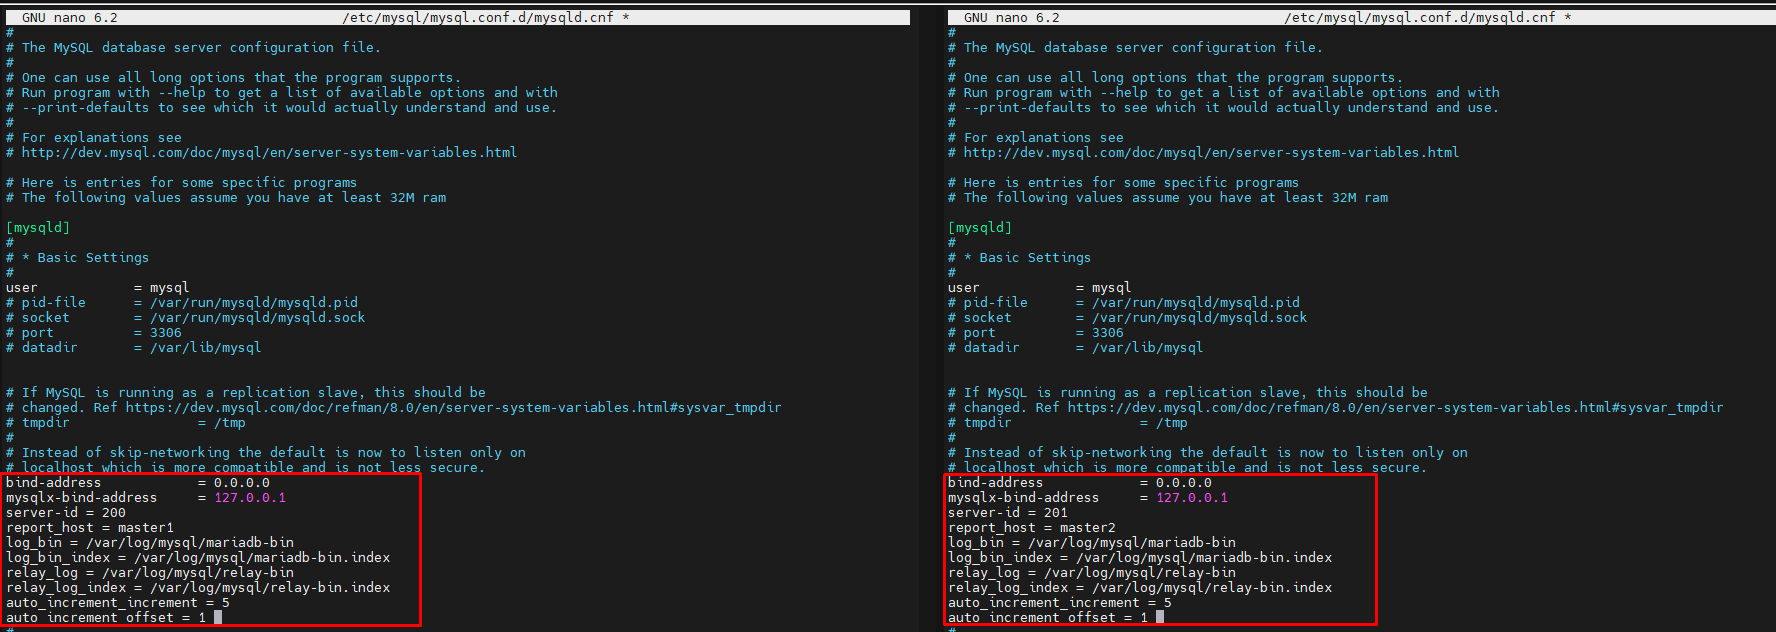 GNU nano 6.2 /etc/mysql/mysql.conf.d/mysqld.cnf *
#
# The MySQL database server configuration file.
#
# One can use all long options that the program supports.
# Run program with --help to get a list of available options and with
# --print-defaults to see which it would actually understand and use.
#
# For explanations see
# http://dev.mysql.com/doc/mysql/en/server-system-variables.html

# Here is entries for some specific programs
# The following values assume you have at least 32M ram

[mysqld]
#
# * Basic Settings
#
user = mysql
# pid-file = /var/run/mysqld/mysqld.pid
# socket = /var/run/mysqld/mysqld.sock
# port = 3306
# datadir = /var/lib/mysql

# If MySQL is running as a replication slave, this should be
# changed. Ref https://dev.mysql.com/doc/refman/8.0/en/server-system-variables.html#sysvar_tmpdir
# tmpdir = /tmp
#
# Instead of skip-networking the default is now to listen only on
# localhost which is more compatible and is not less secure.
bind-address = 0.0.0.0
mysqlx-bind-address = 127.0.0.1
server-id = 200
report_host = master1
log_bin = /var/log/mysql/mariadb-bin
log_bin_index = /var/log/mysql/mariadb-bin.index
relay_log = /var/log/mysql/relay-bin
relay_log_index = /var/log/mysql/relay-bin.index
auto_increment_increment = 5
auto_increment_offset = 1
#
GNU nano 6.2 /etc/mysql/mysql.conf.d/mysqld.cnf *
#
# The MySQL database server configuration file.
#
# One can use all long options that the program supports.
# Run program with --help to get a list of available options and with
# --print-defaults to see which it would actually understand and use.
#
# For explanations see
# http://dev.mysql.com/doc/mysql/en/server-system-variables.html

# Here is entries for some specific programs
# The following values assume you have at least 32M ram

[mysqld]
#
# * Basic Settings
#
user = mysql
# pid-file = /var/run/mysqld/mysqld.pid
# socket = /var/run/mysqld/mysqld.sock
# port = 3306
# datadir = /var/lib/mysql

# If MySQL is running as a replication slave, this should be
# changed. Ref https://dev.mysql.com/doc/refman/8.0/en/server-system-variables.html#sysvar_tmpdir
# tmpdir = /tmp
#
# Instead of skip-networking the default is now to listen only on
# localhost which is more compatible and is not less secure.
bind-address = 0.0.0.0
mysqlx-bind-address = 127.0.0.1
server-id = 201
report_host = master2
log_bin = /var/log/mysql/mariadb-bin
log_bin_index = /var/log/mysql/mariadb-bin.index
relay_log = /var/log/mysql/relay-bin
relay_log_index = /var/log/mysql/relay-bin.index
auto_increment_increment = 5
auto_increment_offset = 1
#